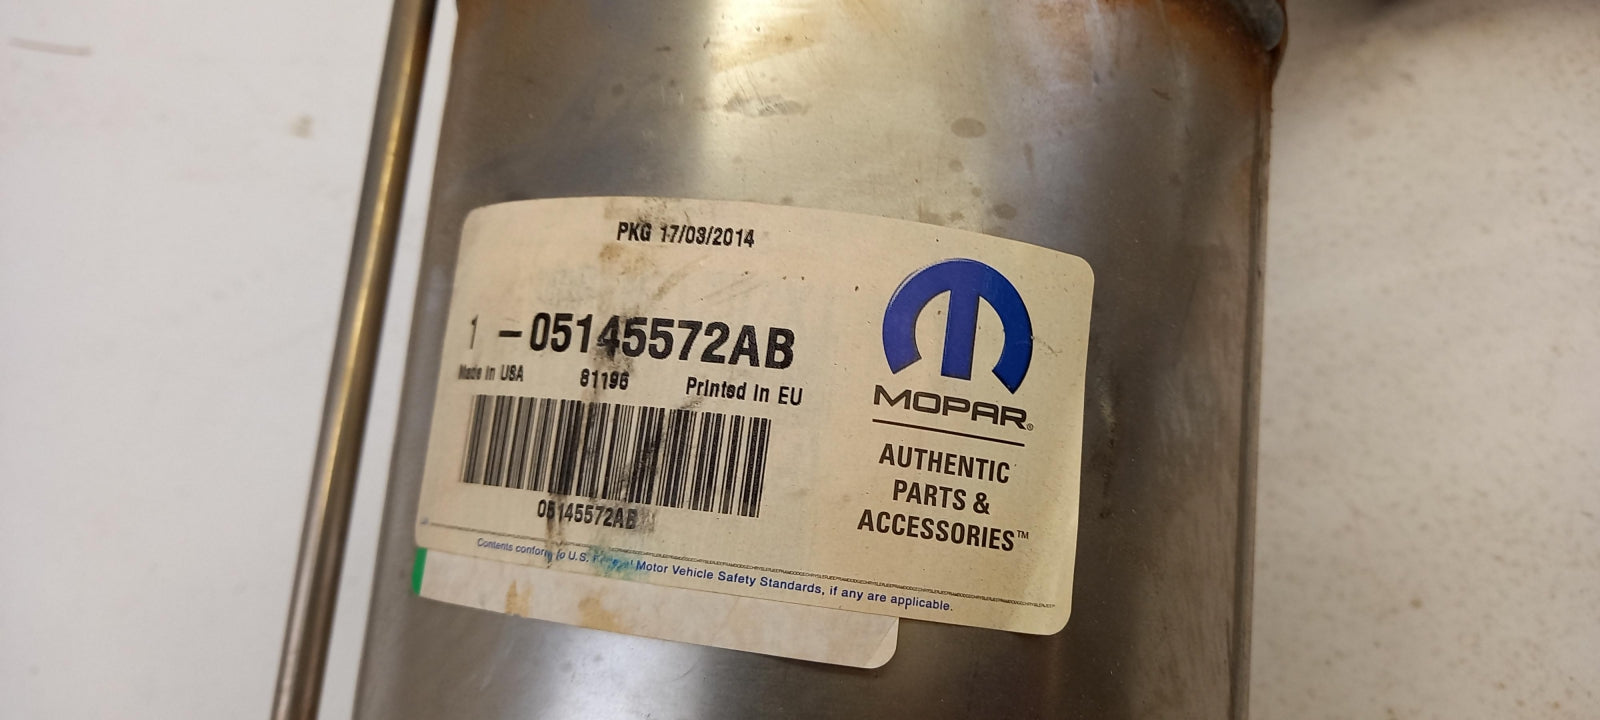 PKG 17/03/2014
1 - 05145572AB
Made in USA 81196 Printed in EU
05145572AB
MOPAR®
AUTHENTIC
PARTS &
ACCESSORIES™
Contents conform to U.S. Federal Motor Vehicle Safety Standards, if any are applicable.